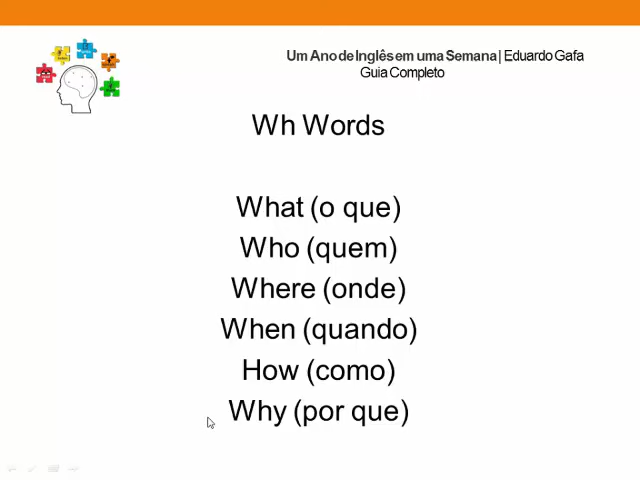 Um Ano de Inglês em uma Semana | Eduardo Gafa
Guia Completo
Wh Words
What (o que)
Who (quem)
Where (onde)
When (quando)
How (como)
Why (por que)